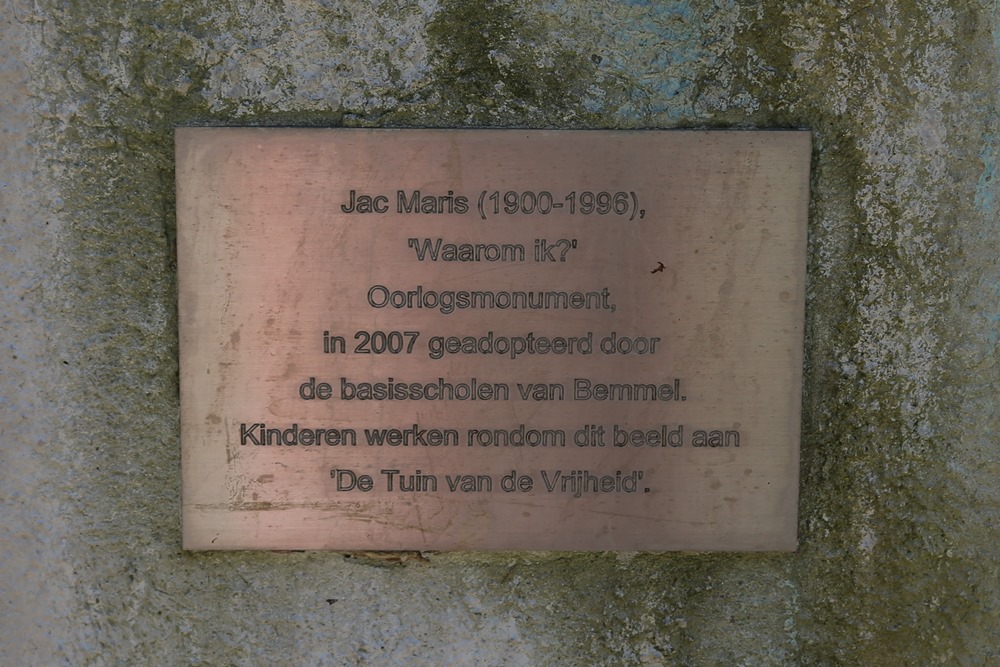 Jac Maris (1900-1996),
'Waarom ik?'
Oorlogsmonument,
in 2007 geadopteerd door
de basisscholen van Bemmel.
Kinderen werken rondom dit beeld aan
'De Tuin van de Vrijheid'.